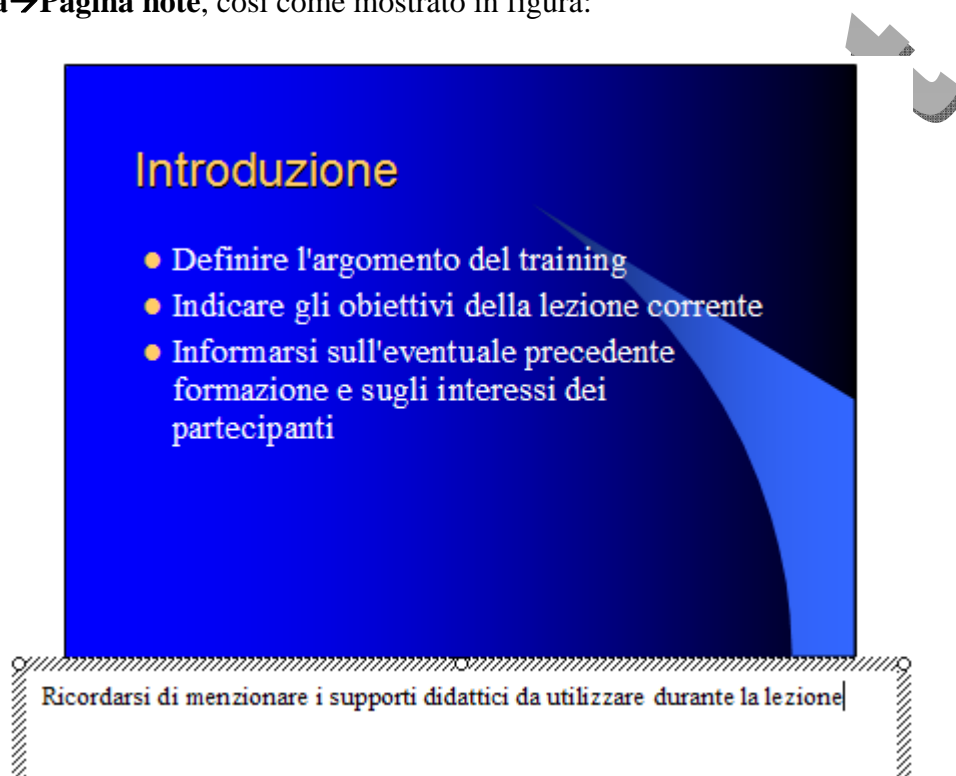 a→Pagina note, così come mostrato in figura:
Introduzione
Definire l'argomento del training
Indicare gli obiettivi della lezione corrente
Informarsi sull'eventuale precedente
formazione e sugli interessi dei
partecipanti
Ricordarsi di menzionare i supporti didattici da utilizzare durante la lezione